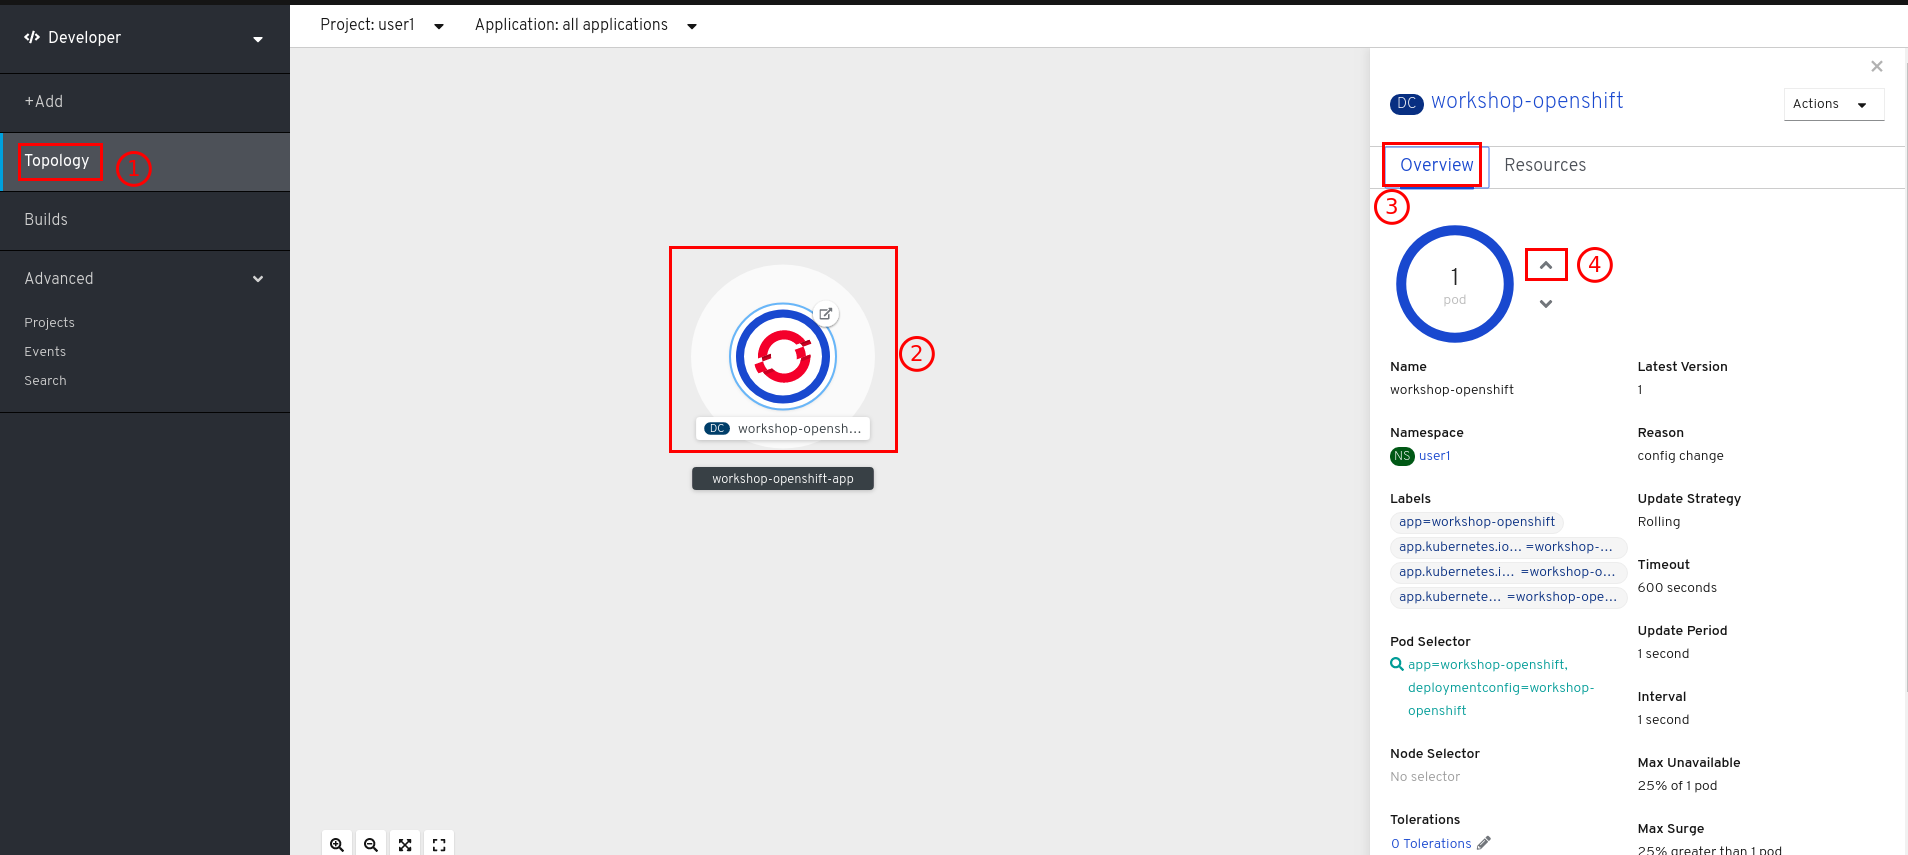 Developer
Project: user1
Application: all applications
+Add
Topology
1
Builds
Advanced
Projects
Events
Search
2
DC workshop-opensh...
workshop-openshift-app
DC workshop-openshift
Actions
Overview
Resources
3
1
pod
4
Name
workshop-openshift
Latest Version
1
Namespace
NS user1
Reason
config change
Labels
app=workshop-openshift
app.kubernetes.io... =workshop-...
app.kubernetes.i... =workshop-o...
app.kubernete... =workshop-ope...
Update Strategy
Rolling
Timeout
600 seconds
Pod Selector
app=workshop-openshift,
deploymentconfig=workshop-
openshift
Update Period
1 second
Interval
1 second
Node Selector
No selector
Max Unavailable
25% of 1 pod
Tolerations
0 Tolerations
Max Surge
25% greater than 1 pod